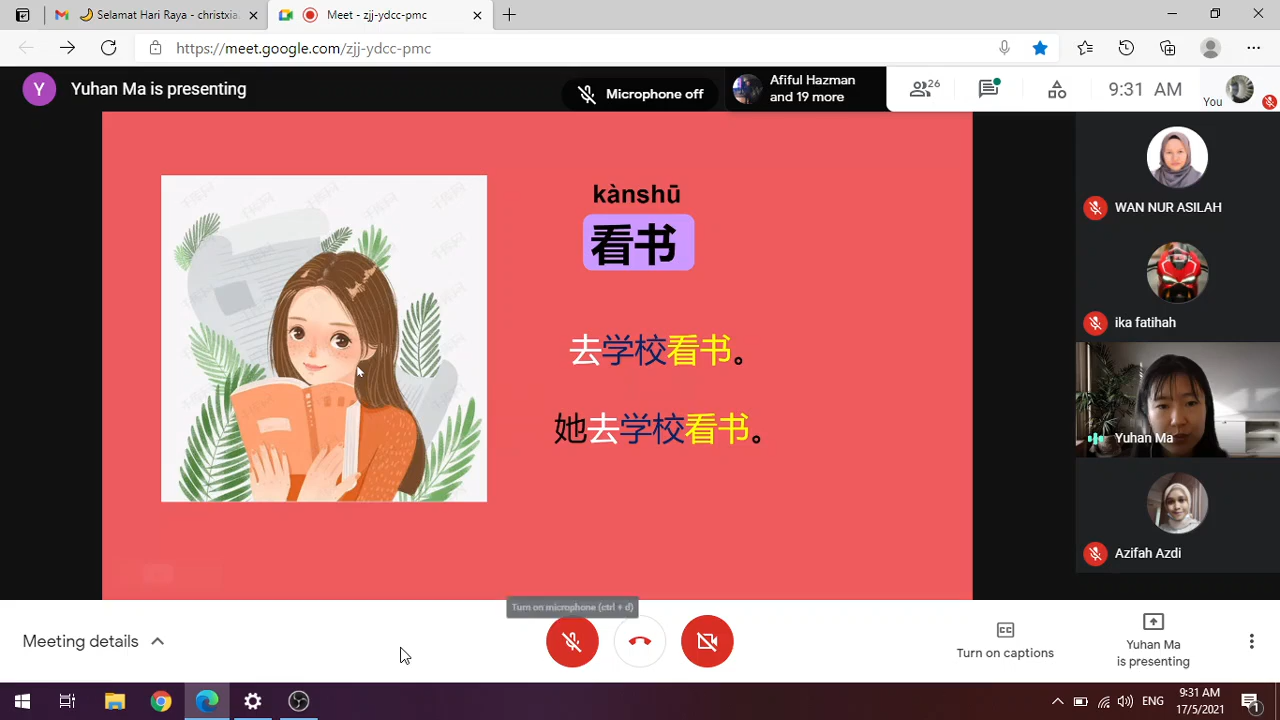 🌙 Selamat Hari Raya - christxia
Meet - zjj-ydcc-pmc
https://meet.google.com/zjj-ydcc-pmc
Y
Yuhan Ma is presenting
Microphone off
Afiful Hazman
and 19 more
26
9:31 AM
You
kànshū
看书
去学校看书。
她去学校看书。
WAN NUR ASILAH
ika fatihah
Yuhan Ma
Azifah Azdi
Turn on microphone (ctrl + d)
Meeting details
CC
Turn on captions
Yuhan Ma
is presenting
ENG
9:31 AM
17/5/2021
1